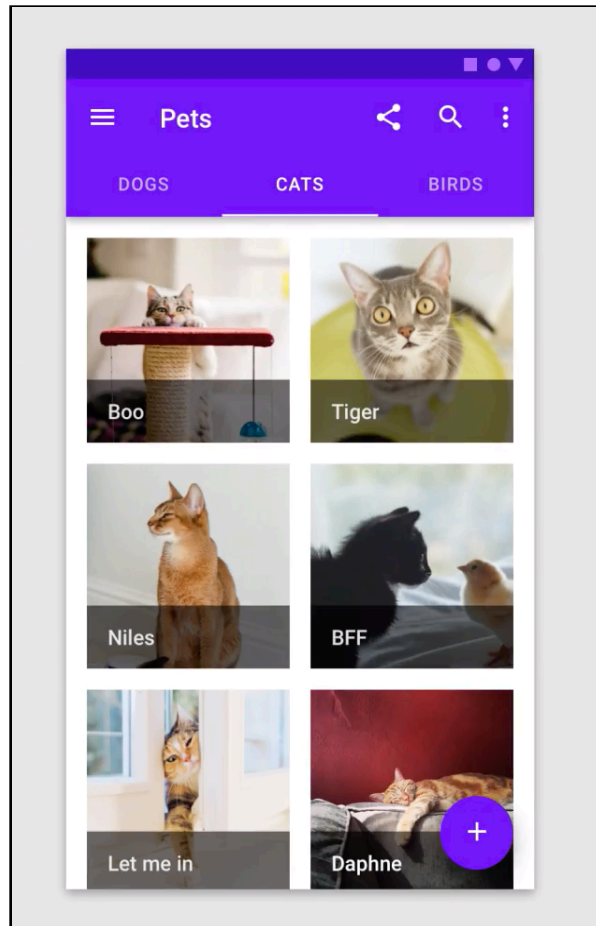 Pets
DOGS CATS BIRDS
Boo Tiger
Niles BFF
Let me in Daphne